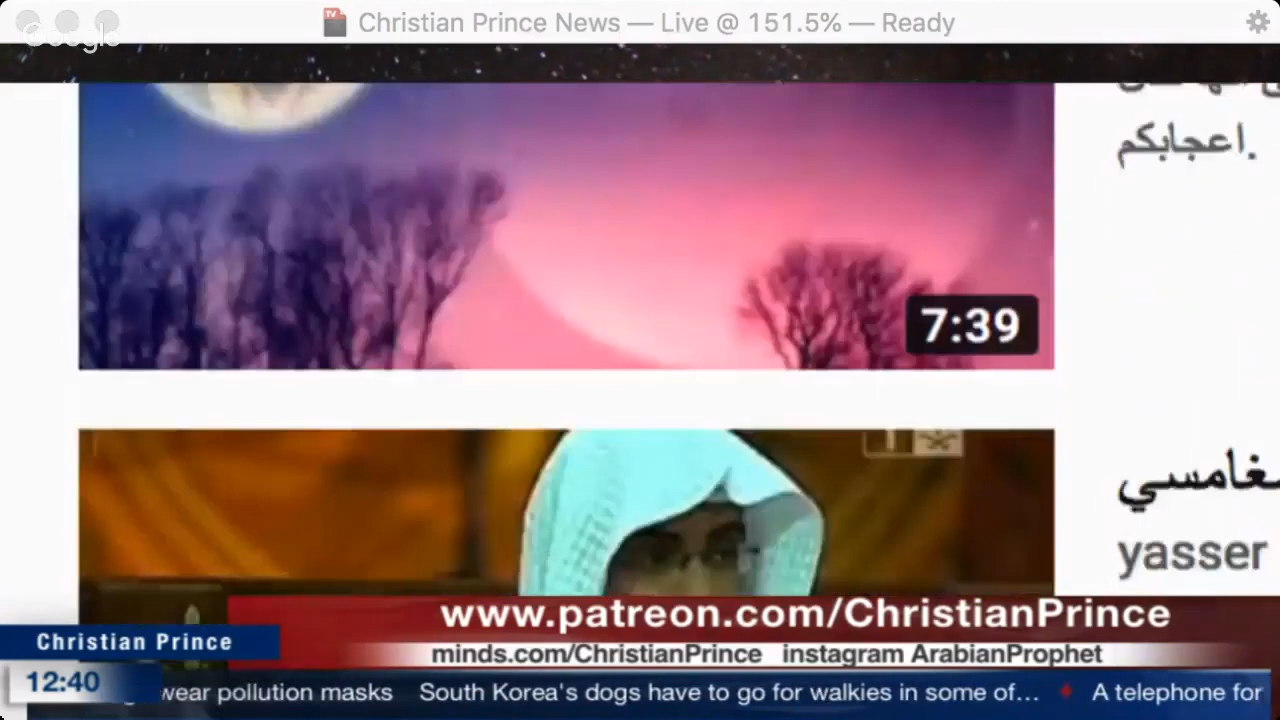 Christian Prince News — Live @ 151.5% — Ready
Google
اعجابكم.
7:39
مغامسي
yasser
www.patreon.com/ChristianPrince
Christian Prince
minds.com/ChristianPrince instagram ArabianProphet
12:40
wear pollution masks South Korea's dogs have to go for walkies in some of... A telephone for